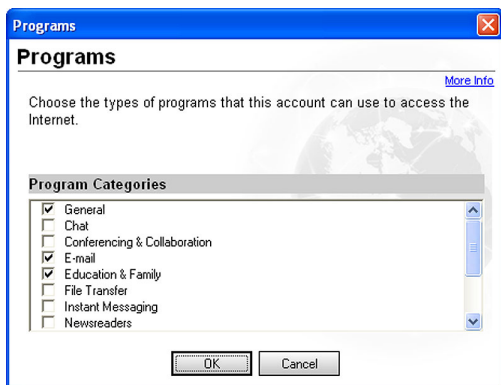 Programs
Programs
More Info
Choose the types of programs that this account can use to access the
Internet.
Program Categories
General
Chat
Conferencing & Collaboration
E-mail
Education & Family
File Transfer
Instant Messaging
Newsreaders
OK
Cancel